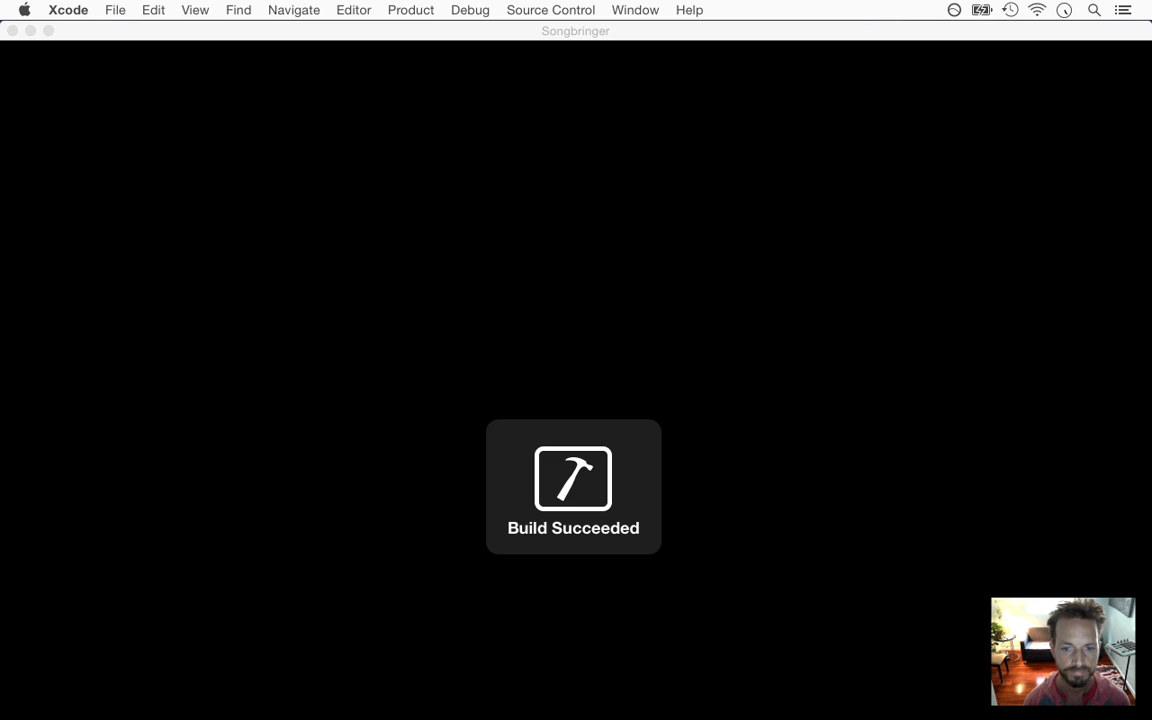 Xcode File Edit View Find Navigate Editor Product Debug Source Control Window Help
Songbringer
Build Succeeded